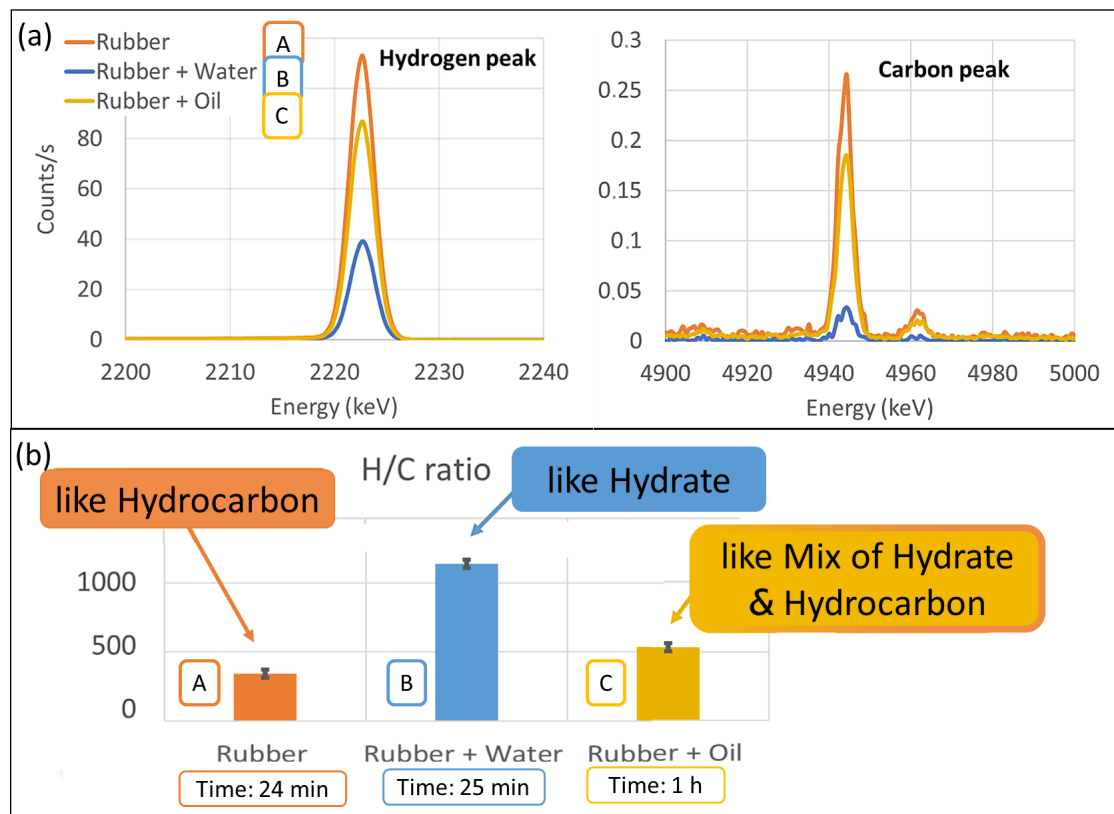 (a)
Rubber
A
Rubber + Water
B
Rubber + Oil
C
Hydrogen peak
Counts/s
80
60
40
20
0
2200 2210 2220 2230 2240
Energy (keV)
Carbon peak
0.3
0.25
0.2
0.15
0.1
0.05
0
4900 4920 4940 4960 4980 5000
Energy (keV)
(b)
H/C ratio
like Hydrocarbon
like Hydrate
like Mix of Hydrate
& Hydrocarbon
1000
500
0
A
B
C
Rubber
Rubber + Water
Rubber + Oil
Time: 24 min
Time: 25 min
Time: 1 h